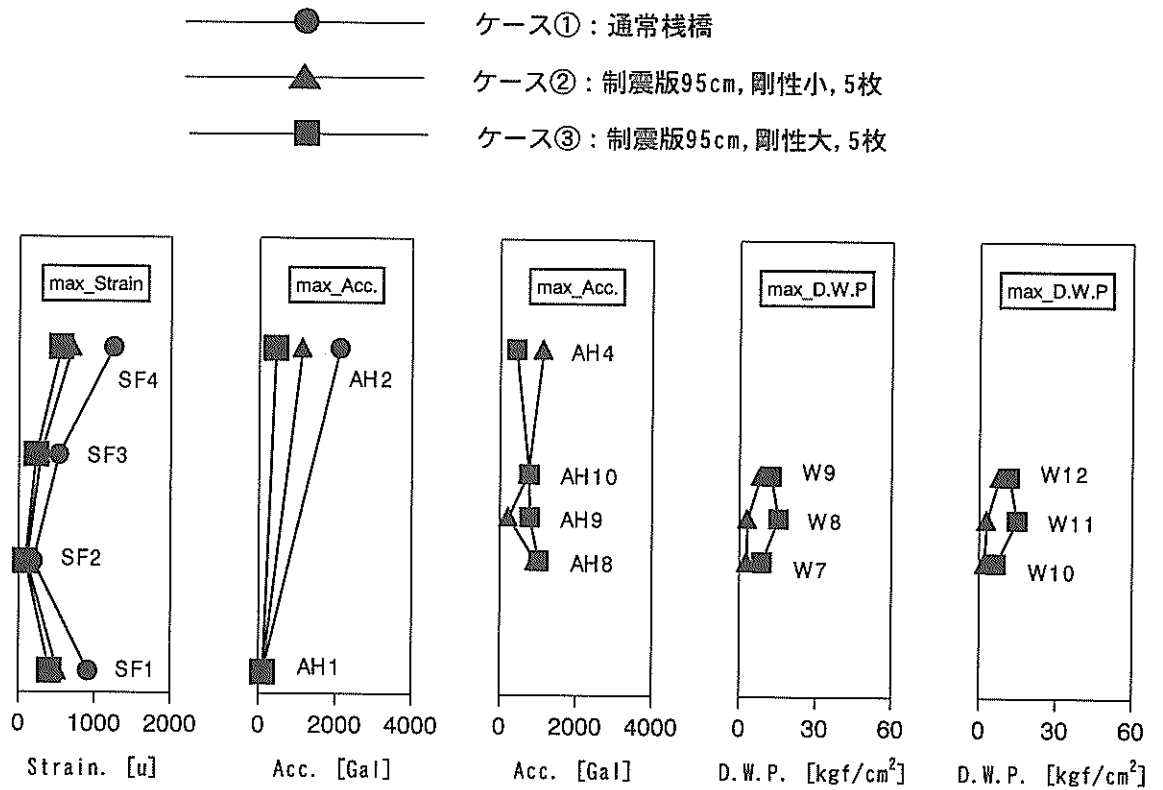 ケース①：通常桟橋
ケース②：制震版95cm, 剛性小, 5枚
ケース③：制震版95cm, 剛性大, 5枚
max_Strain
SF4
SF3
SF2
SF1
0 1000 2000
Strain. [u]
max_Acc.
AH2
AH1
0 2000 4000
Acc. [Gal]
max_Acc.
AH4
AH10
AH9
AH8
0 2000 4000
Acc. [Gal]
max_D.W.P
W9
W8
W7
0 30 60
D.W.P. [kgf/cm²]
max_D.W.P
W12
W11
W10
0 30 60
D.W.P. [kgf/cm²]